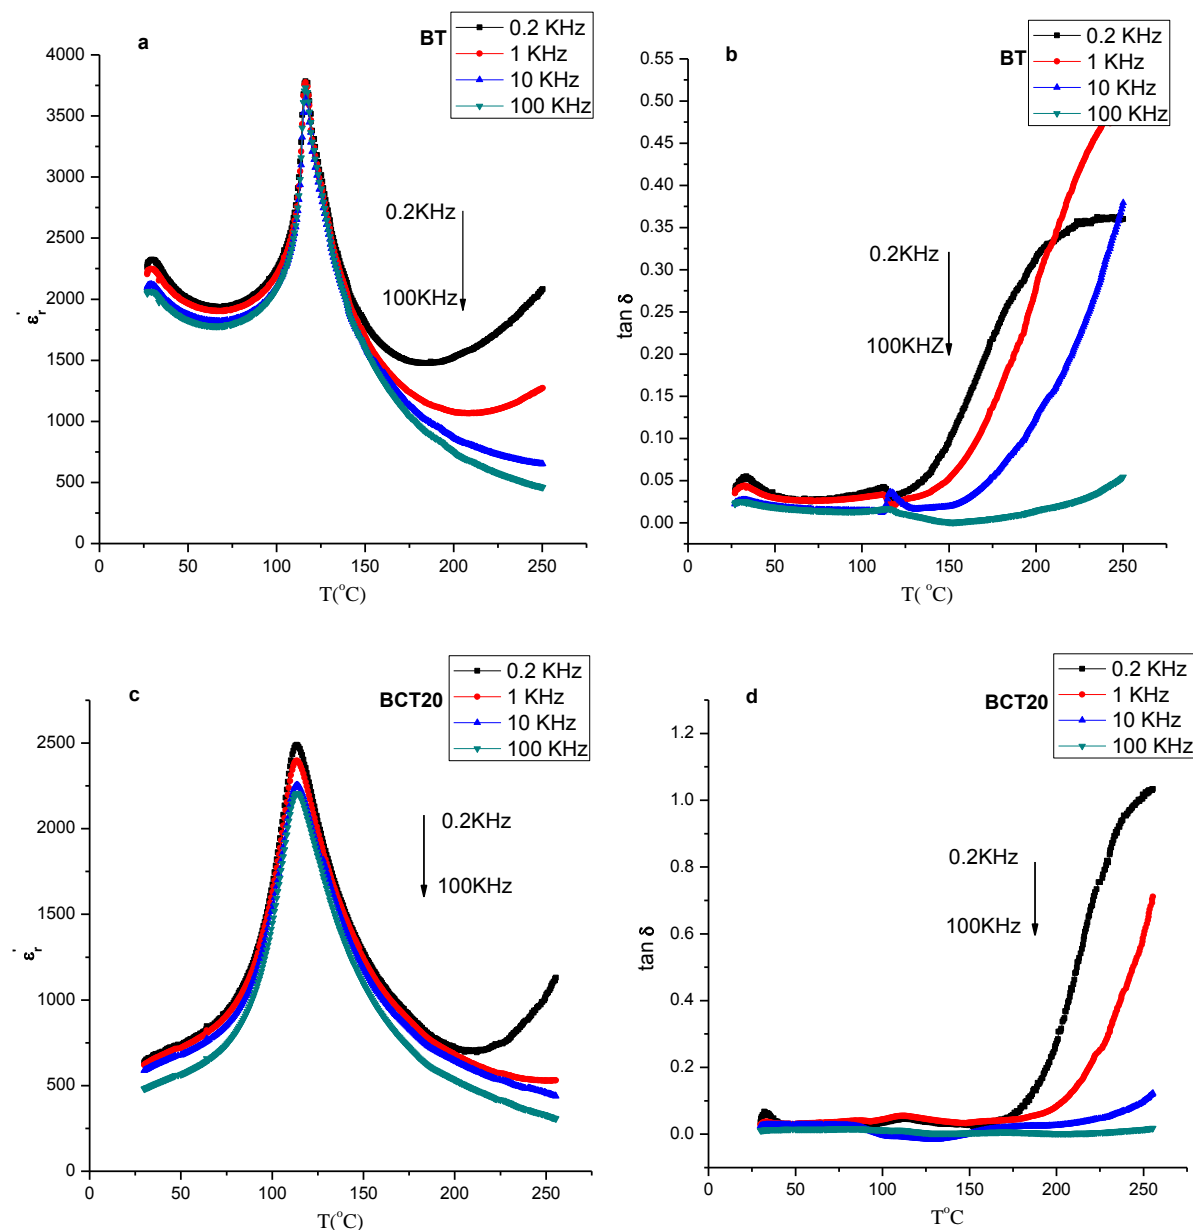 a
BT
0.2 KHz
1 KHz
10 KHz
100 KHz
4000
3500
3000
2500
2000
1500
1000
500
0
εr'
0.2KHz
100KHz
0
50
100
150
200
250
T(°C)
b
BT
0.2 KHz
1 KHz
10 KHz
100 KHz
0.55
0.50
0.45
0.40
0.35
0.30
0.25
0.20
0.15
0.10
0.05
0.00
tan δ
0.2KHz
100KHZ
0
50
100
150
200
250
T( °C)
c
BCT20
0.2 KHz
1 KHz
10 KHz
100 KHz
2500
2000
1500
1000
500
0
εr'
0.2KHz
100KHz
0
50
100
150
200
250
T(°C)
d
BCT20
0.2 KHz
1 KHz
10 KHz
100 KHz
1.2
1.0
0.8
0.6
0.4
0.2
0.0
tan δ
0.2KHz
100KHz
0
50
100
150
200
250
T°C